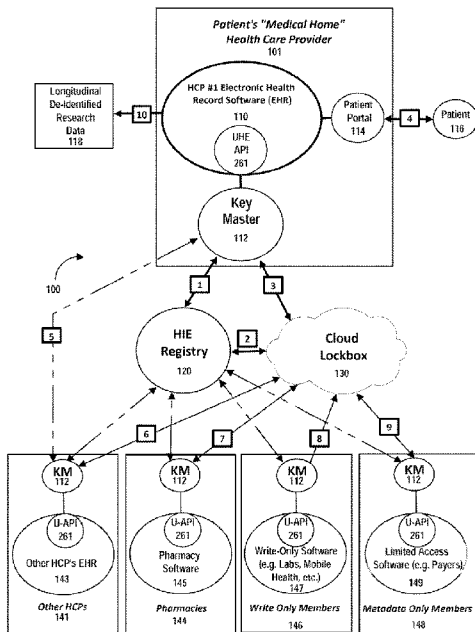 Patient's "Medical Home"
Health Care Provider
101
HCP #1 Electronic Health
Record Software (EHR)
110
UHE
API
261
Longitudinal
De-Identified
Research
Data
118
10
Patient
Portal
114
4
Patient
116
Key
Master
112
100
1
3
5
HIE
Registry
120
2
Cloud
Lockbox
130
6
7
8
9
KM
112
U-API
261
Other HCP's EHR
143
Other HCPs
141
KM
112
U-API
261
Pharmacy
Software
145
Pharmacies
144
KM
112
U-API
261
Write-Only Software
(e.g. Labs, Mobile
Health, etc.)
147
Write Only Members
146
KM
112
U-API
261
Limited Access
Software (e.g. Payers)
149
Metadata Only Members
148